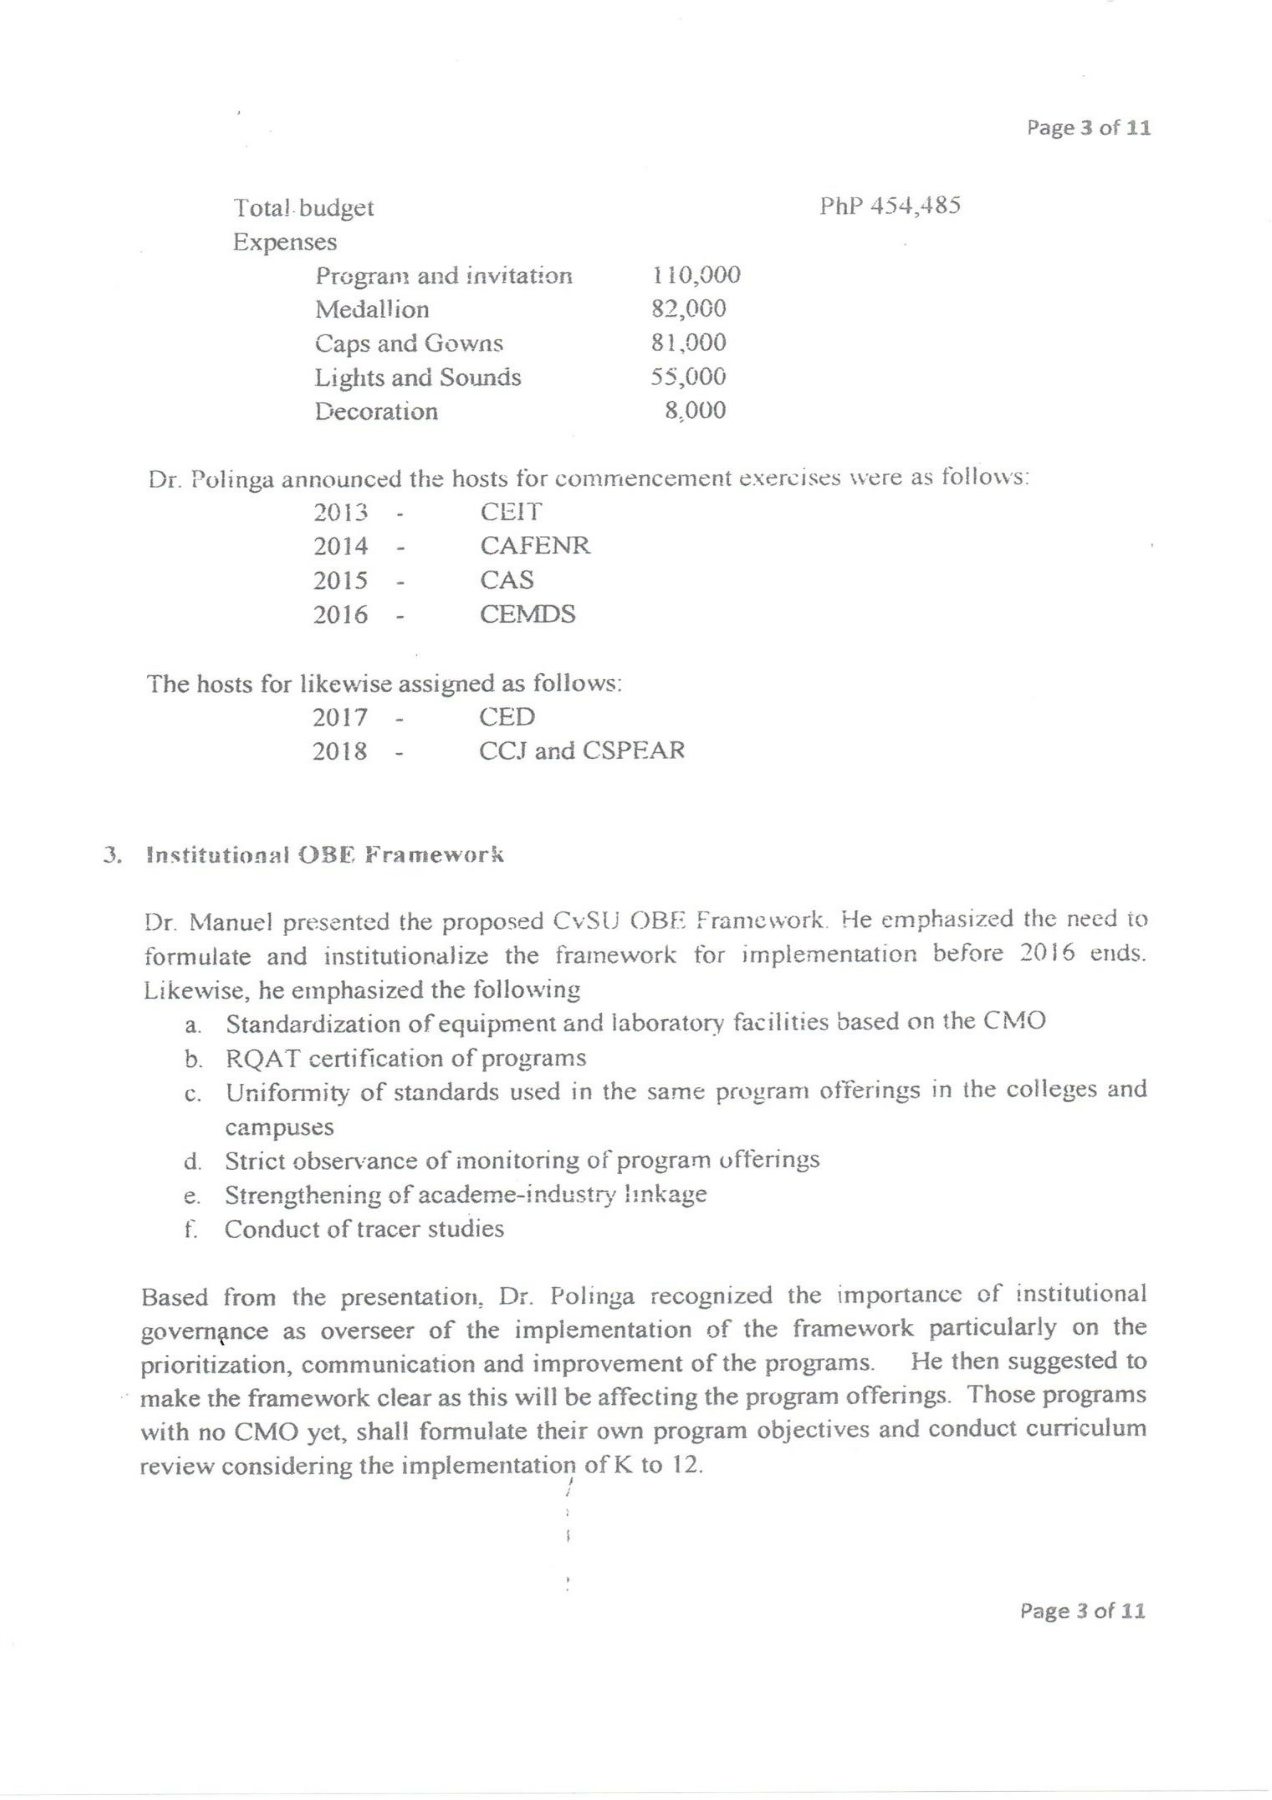 Page 3 of 11
Total budget PhP 454,485
Expenses
Program and invitation 110,000
Medallion 82,000
Caps and Gowns 81,000
Lights and Sounds 55,000
Decoration 8,000
Dr. Polinga announced the hosts for commencement exercises were as follows:
2013 - CEIT
2014 - CAFENR
2015 - CAS
2016 - CEMDS
The hosts for likewise assigned as follows:
2017 - CED
2018 - CCJ and CSPEAR
3. Institutional OBE Framework
Dr. Manuel presented the proposed CvSU OBE Framework. He emphasized the need to
formulate and institutionalize the framework for implementation before 2016 ends.
Likewise, he emphasized the following
a. Standardization of equipment and laboratory facilities based on the CMO
b. RQAT certification of programs
c. Uniformity of standards used in the same program offerings in the colleges and
campuses
d. Strict observance of monitoring of program offerings
e. Strengthening of academe-industry linkage
f. Conduct of tracer studies
Based from the presentation, Dr. Polinga recognized the importance of institutional
governance as overseer of the implementation of the framework particularly on the
prioritization, communication and improvement of the programs. He then suggested to
make the framework clear as this will be affecting the program offerings. Those programs
with no CMO yet, shall formulate their own program objectives and conduct curriculum
review considering the implementation of K to 12.
Page 3 of 11